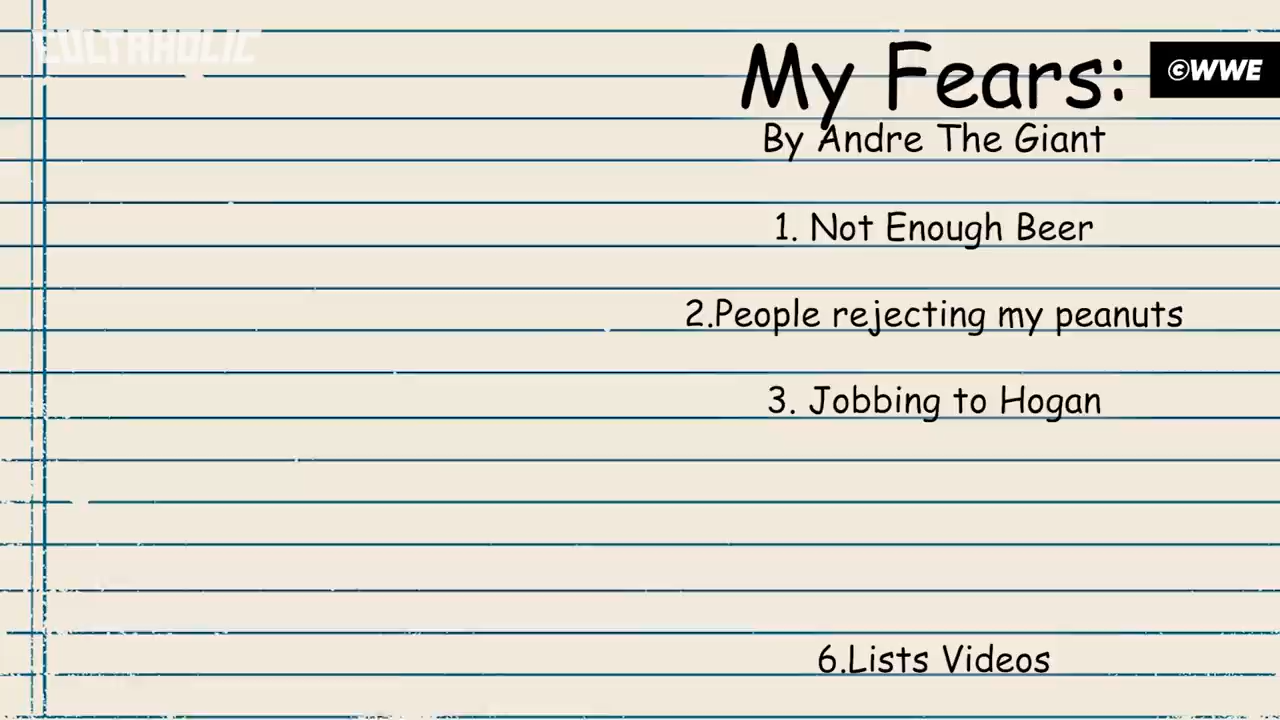 CULTAHOLIC
My Fears:
©WWE
By Andre The Giant
1. Not Enough Beer
2.People rejecting my peanuts
3. Jobbing to Hogan
6.Lists Videos